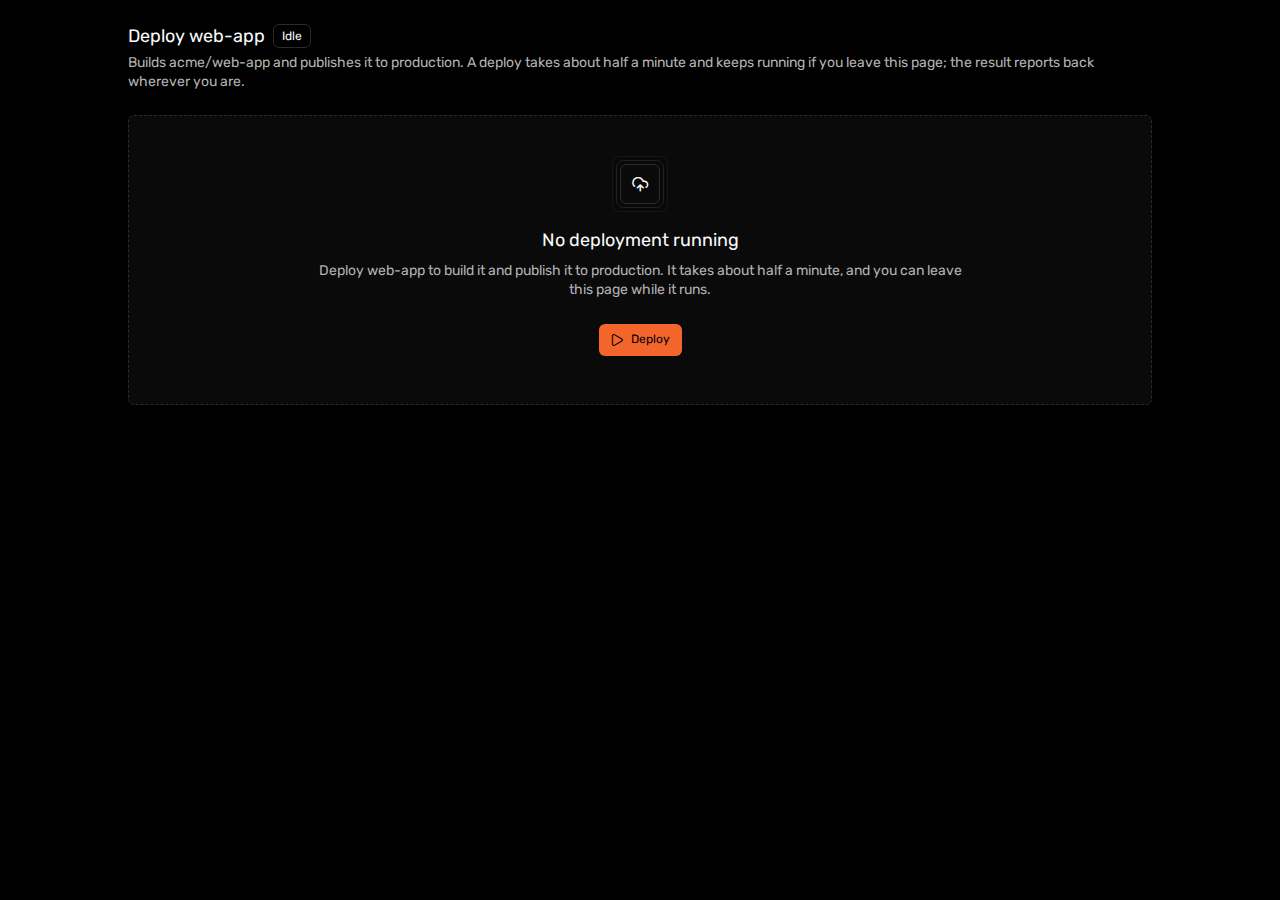 Deploy web-app
Idle
Builds acme/web-app and publishes it to production. A deploy takes about half a minute and keeps running if you leave this page; the result reports back
wherever you are.
No deployment running
Deploy web-app to build it and publish it to production. It takes about half a minute, and you can leave
this page while it runs.
Deploy